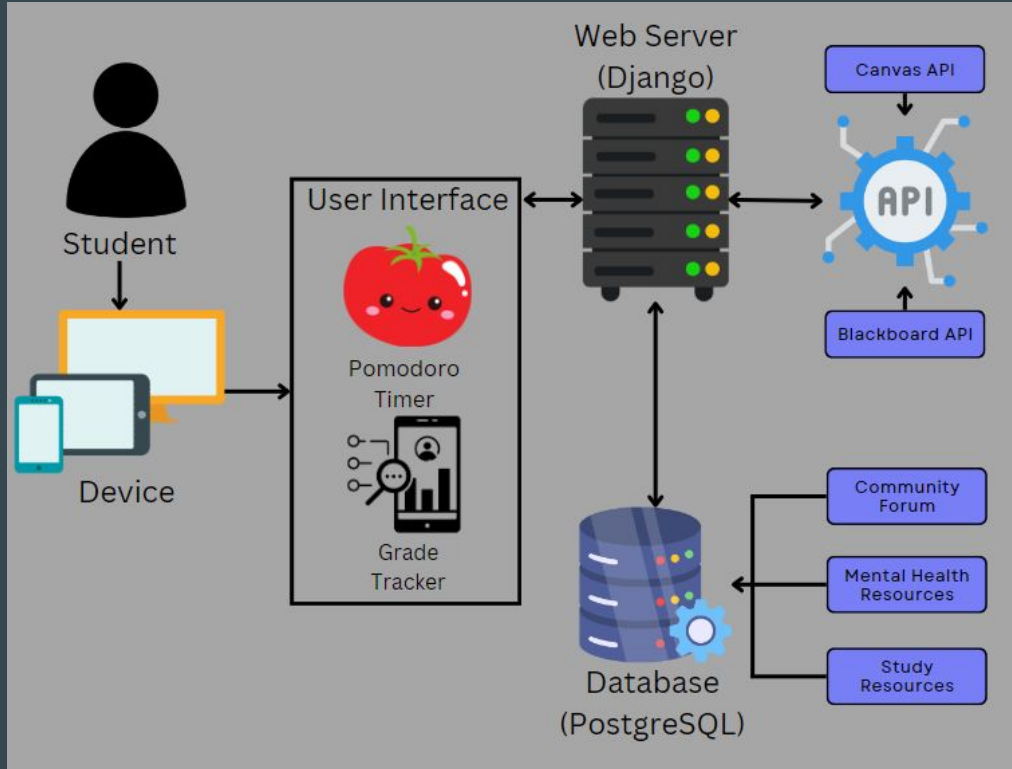 Student
Device
User Interface
Pomodoro
Timer
Grade
Tracker
Web Server
(Django)
Canvas API
API
Blackboard API
Database
(PostgreSQL)
Community
Forum
Mental Health
Resources
Study
Resources